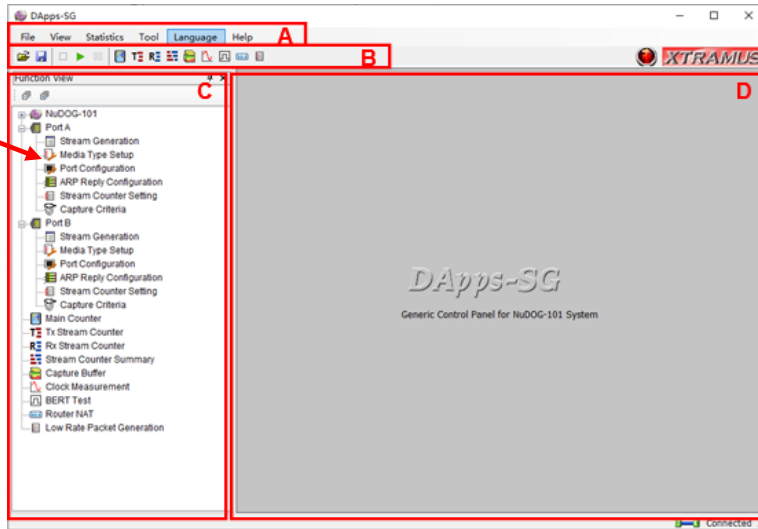 DApps-SG
File View Statistics Tool Language Help A
B XTRAMUS
Function View C D
NuDOG-101
Port A
Stream Generation
Media Type Setup
Port Configuration
ARP Reply Configuration
Stream Counter Setting
Capture Criteria
Port B
Stream Generation
Media Type Setup
Port Configuration
ARP Reply Configuration
Stream Counter Setting
Capture Criteria
Main Counter
Tx Stream Counter
Rx Stream Counter
Stream Counter Summary
Capture Buffer
Clock Measurement
BERT Test
Router NAT
Low Rate Packet Generation
DApps-SG
Generic Control Panel for NuDOG-101 System
Connected